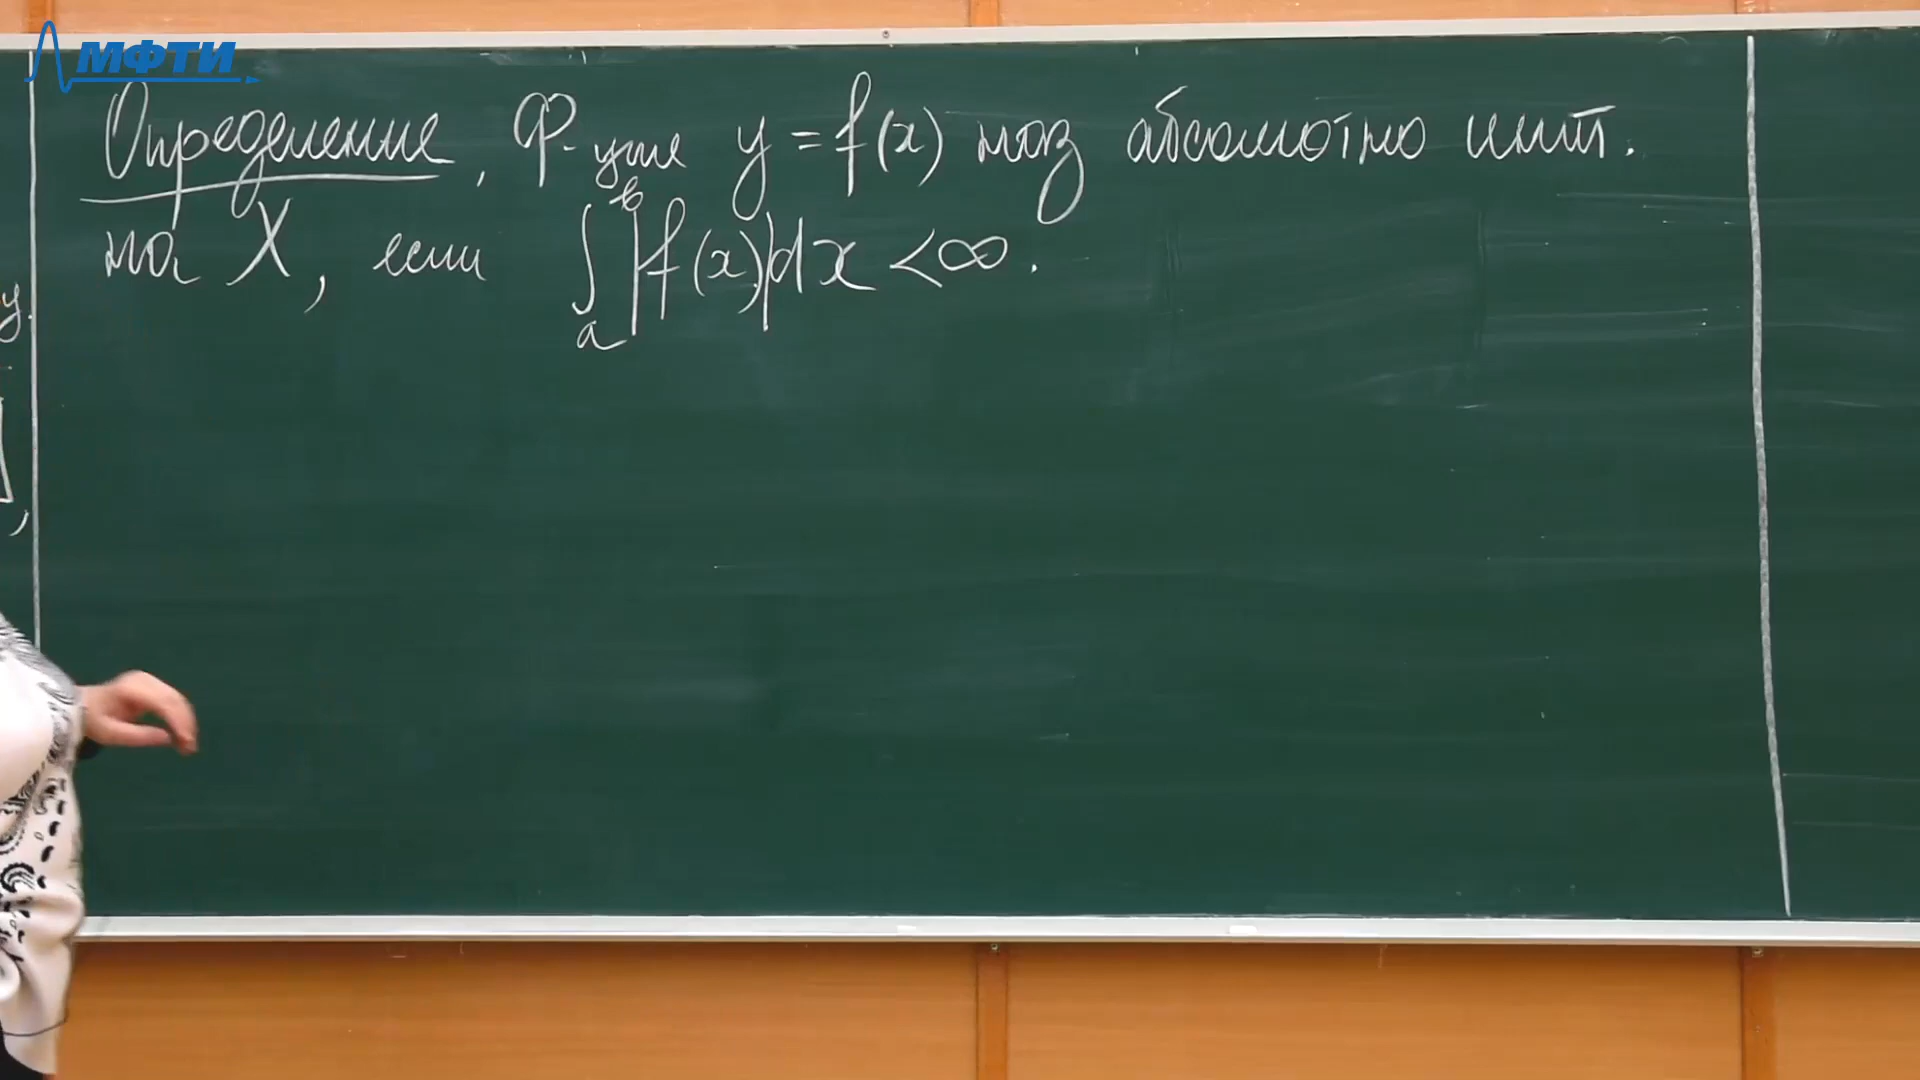 МФТИ
Определение. Ф-ция y = f(x) наз абсолютно инт.
на X, если ∫ₐᵇ |f(x)|dx < ∞.
y.